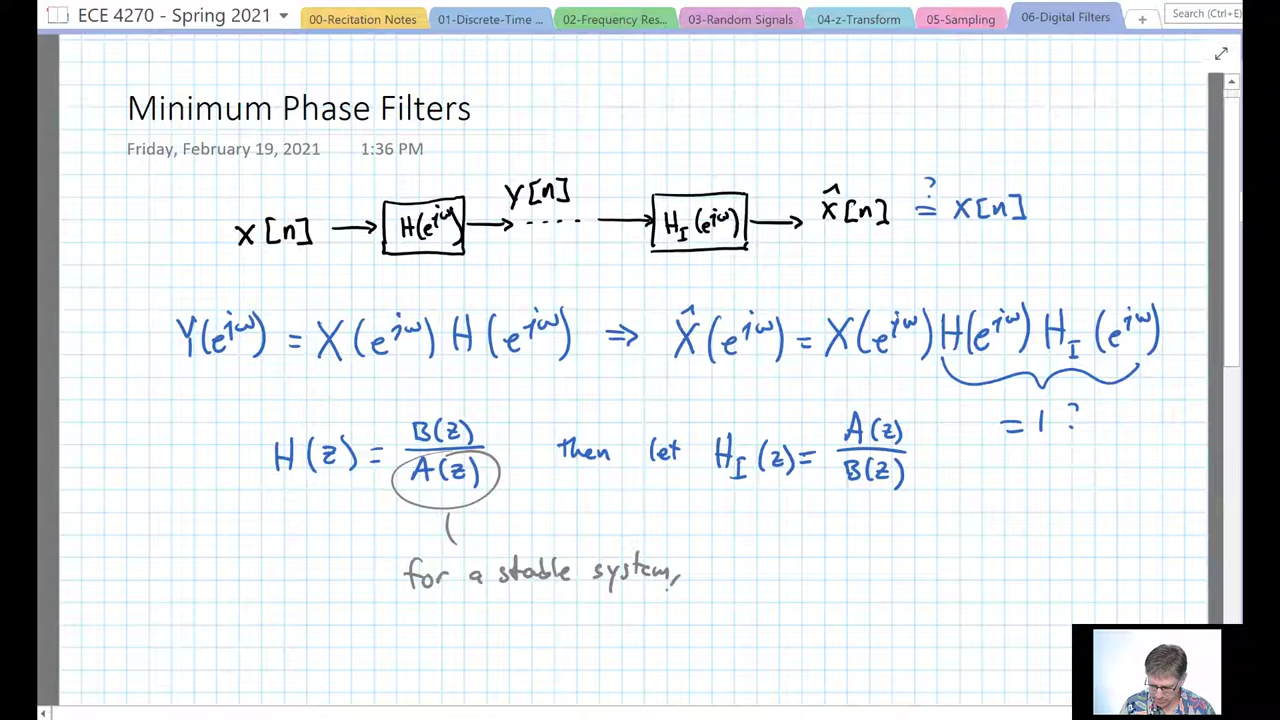 ECE 4270 - Spring 2021
00-Recitation Notes 01-Discrete-Time ... 02-Frequency Res... 03-Random Signals 04-z-Transform 05-Sampling 06-Digital Filters + Search (Ctrl+E)
Minimum Phase Filters
Friday, February 19, 2021 1:36 PM
x[n] → H(e^{jω}) → y[n] ---- → H_I(e^{jω}) → x̂[n] =? x[n]
Y(e^{jω}) = X(e^{jω}) H(e^{jω}) ⇒ X̂(e^{jω}) = X(e^{jω}) H(e^{jω}) H_I(e^{jω})
= 1 ?
H(z) = B(z)/A(z) then let H_I(z) = A(z)/B(z)
for a stable system,